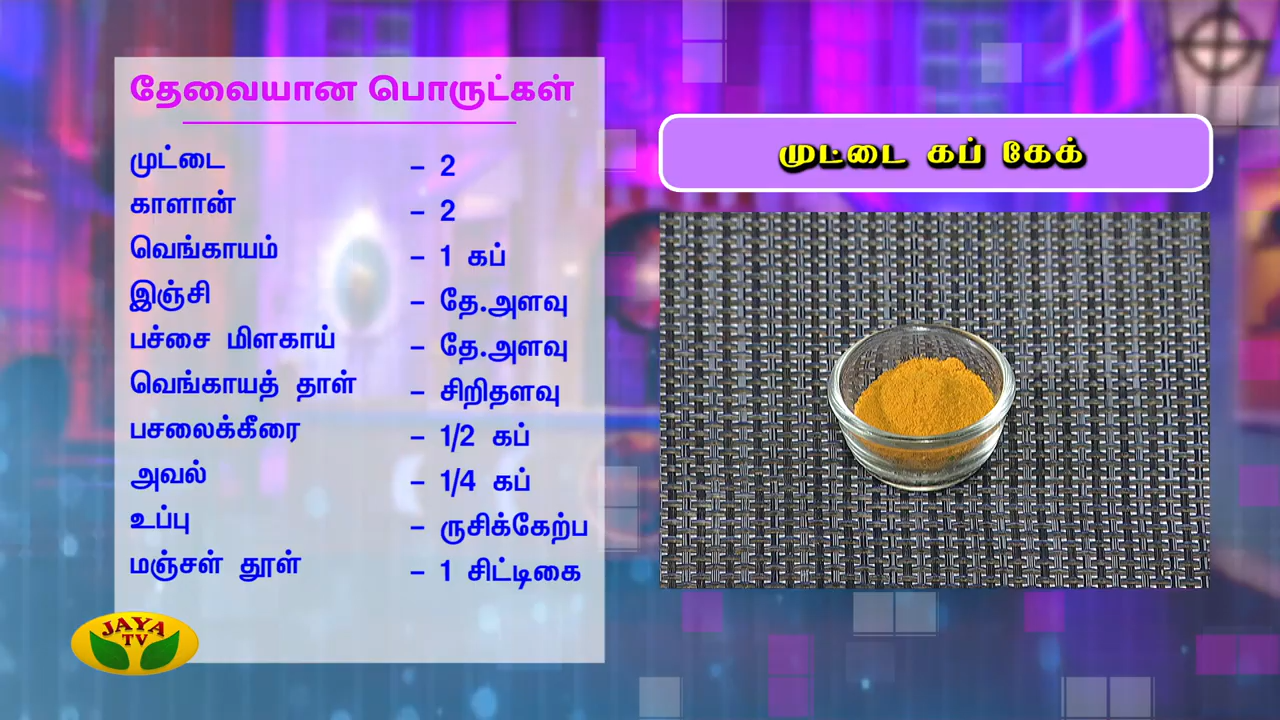 தேவையான பொருட்கள்
முட்டை – 2
காளான் – 2
வெங்காயம் – 1 கப்
இஞ்சி – தே.அளவு
பச்சை மிளகாய் – தே.அளவு
வெங்காயத் தாள் – சிறிதளவு
பசலைக்கீரை – 1/2 கப்
அவல் – 1/4 கப்
உப்பு – ருசிக்கேற்ப
மஞ்சள் தூள் – 1 சிட்டிகை
முட்டை கப் கேக்
JAYA
TV